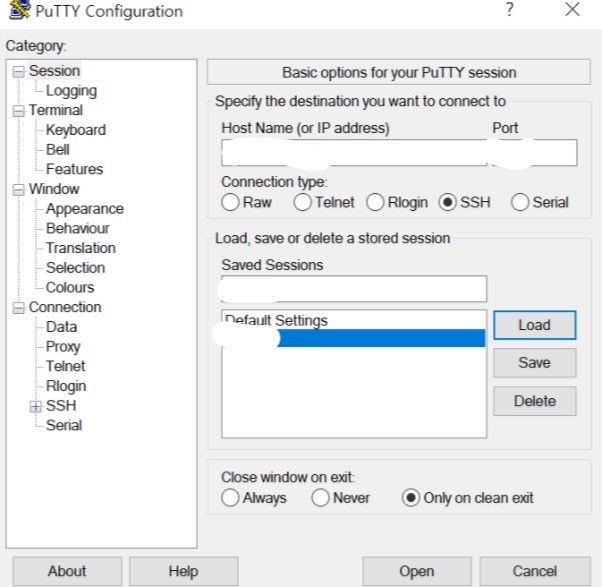 PuTTY Configuration ? ×
Category:
Session
Logging
Terminal
Keyboard
Bell
Features
Window
Appearance
Behaviour
Translation
Selection
Colours
Connection
Data
Proxy
Telnet
Rlogin
SSH
Serial
Basic options for your PuTTY session
Specify the destination you want to connect to
Host Name (or IP address) Port
Connection type:
Raw Telnet Rlogin SSH Serial
Load, save or delete a stored session
Saved Sessions
Default Settings
Load
Save
Delete
Close window on exit:
Always Never Only on clean exit
About Help Open Cancel